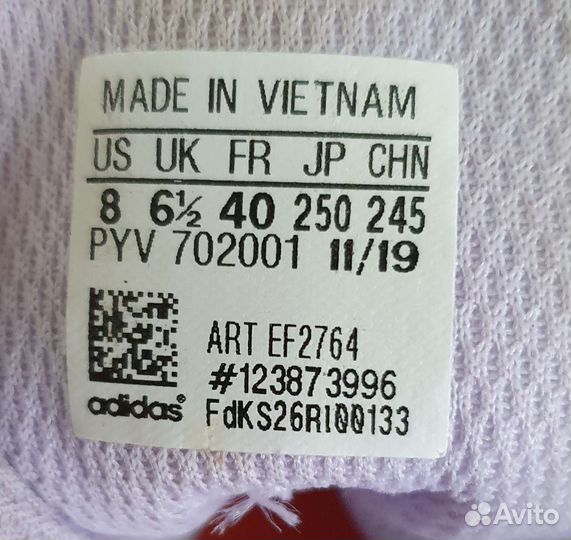 MADE IN VIETNAM
US UK FR JP CHN
8 6½ 40 250 245
PYV 702001 11/19
ART EF2764
#123873996
adidas® FdKS26RI00133
Avito